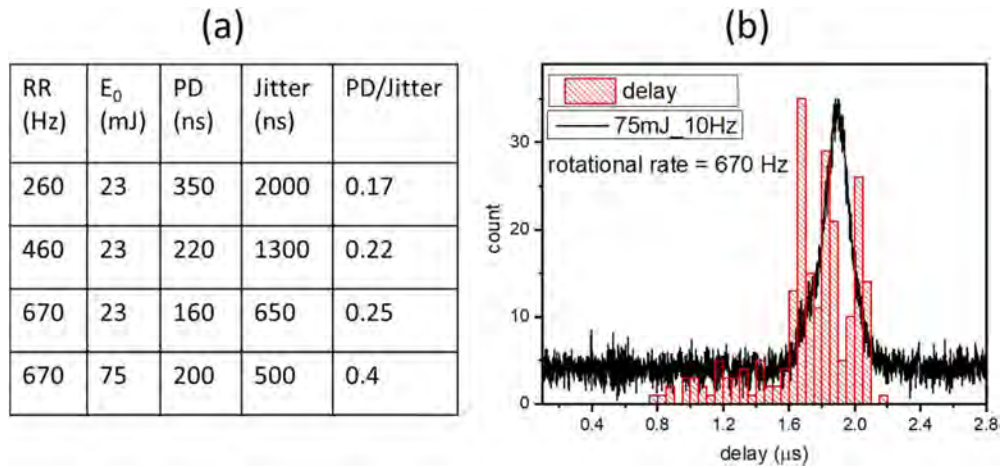 (a)
RR (Hz) E0 (mJ) PD (ns) Jitter (ns) PD/Jitter
260 23 350 2000 0.17
460 23 220 1300 0.22
670 23 160 650 0.25
670 75 200 500 0.4
(b)
delay
75mJ_10Hz
rotational rate = 670 Hz
count
30
20
10
0
0.4 0.8 1.2 1.6 2.0 2.4 2.8
delay (μs)